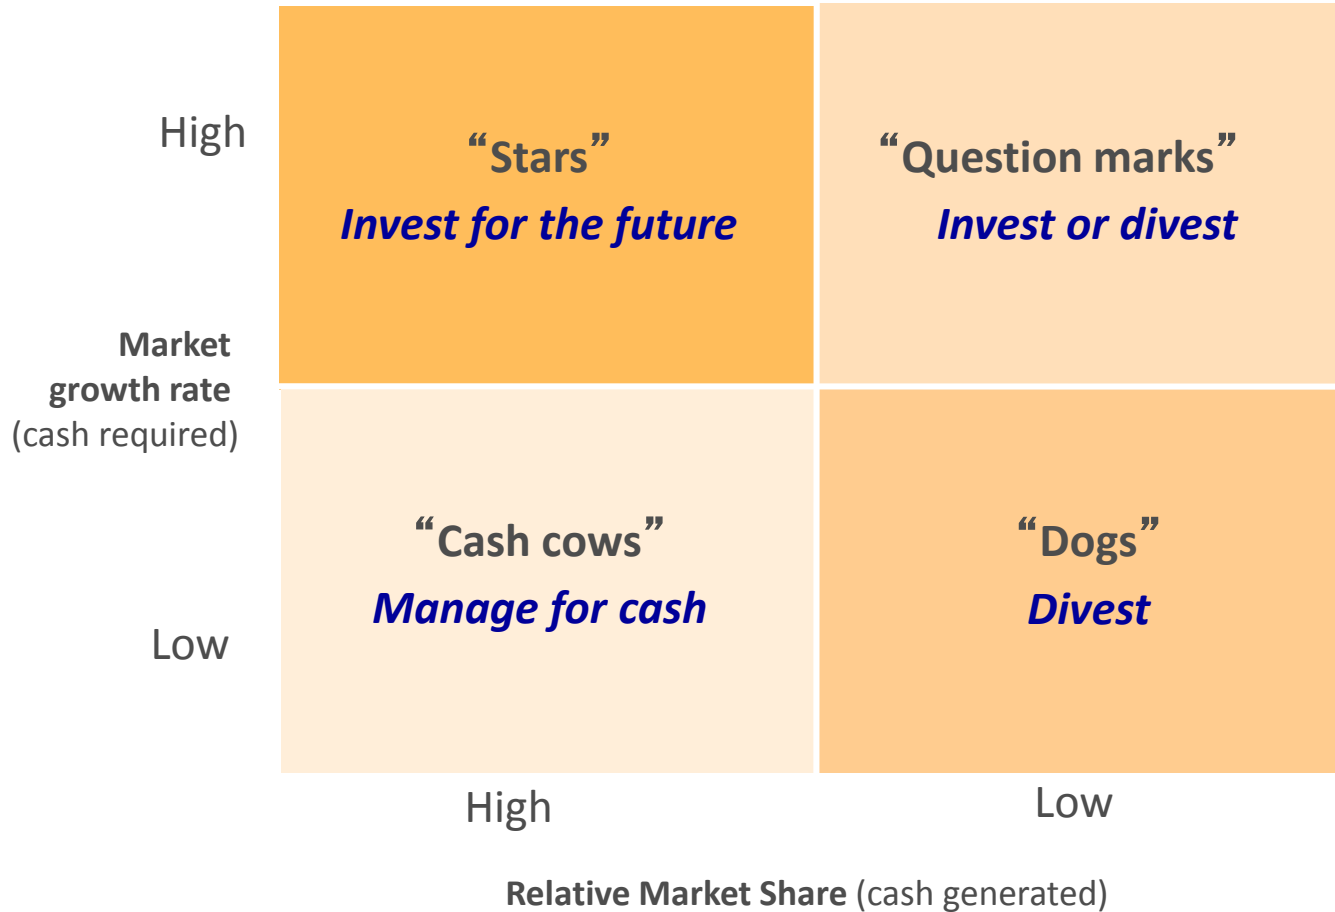 High
“Stars”
Invest for the future
“Question marks”
Invest or divest
Market
growth rate
(cash required)
“Cash cows”
Manage for cash
“Dogs”
Divest
Low
High
Low
Relative Market Share (cash generated)